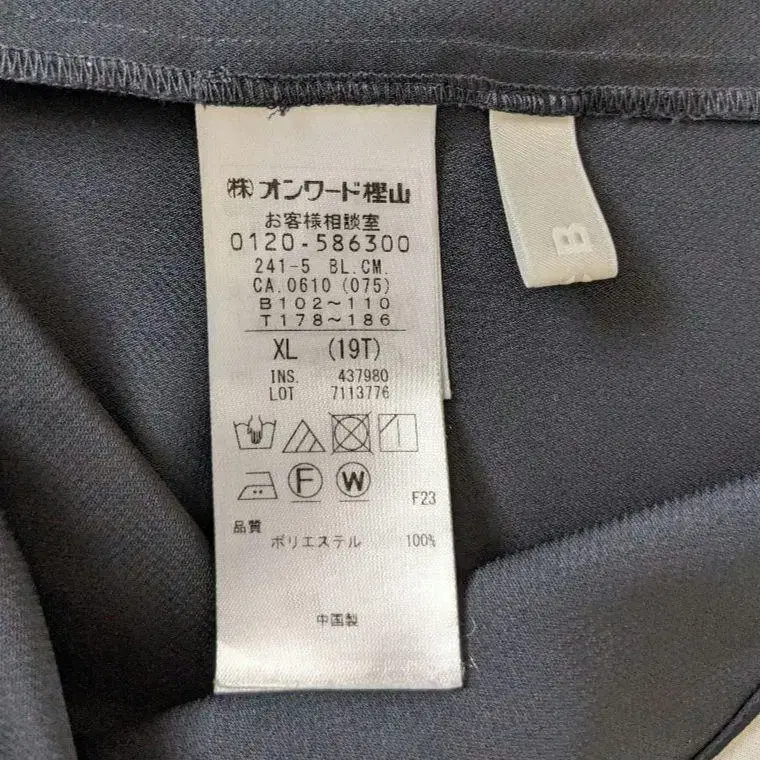 (株)オンワード樫山
お客様相談室
0120-586300
241-5 BL.CM.
CA.0610 (075)
B102～110
T178～186
XL (19T)
INS. 437980
LOT 7113776
F
W
F23
品質
ポリエステル 100%
中国製
B